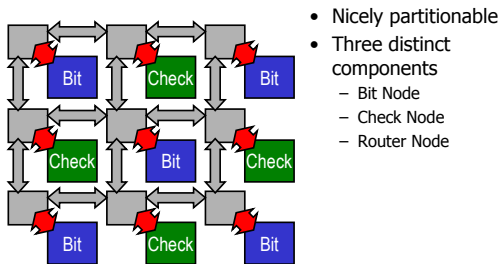 Bit Check Bit
Check Bit Check
Bit Check Bit
• Nicely partitionable
• Three distinct
components
– Bit Node
– Check Node
– Router Node